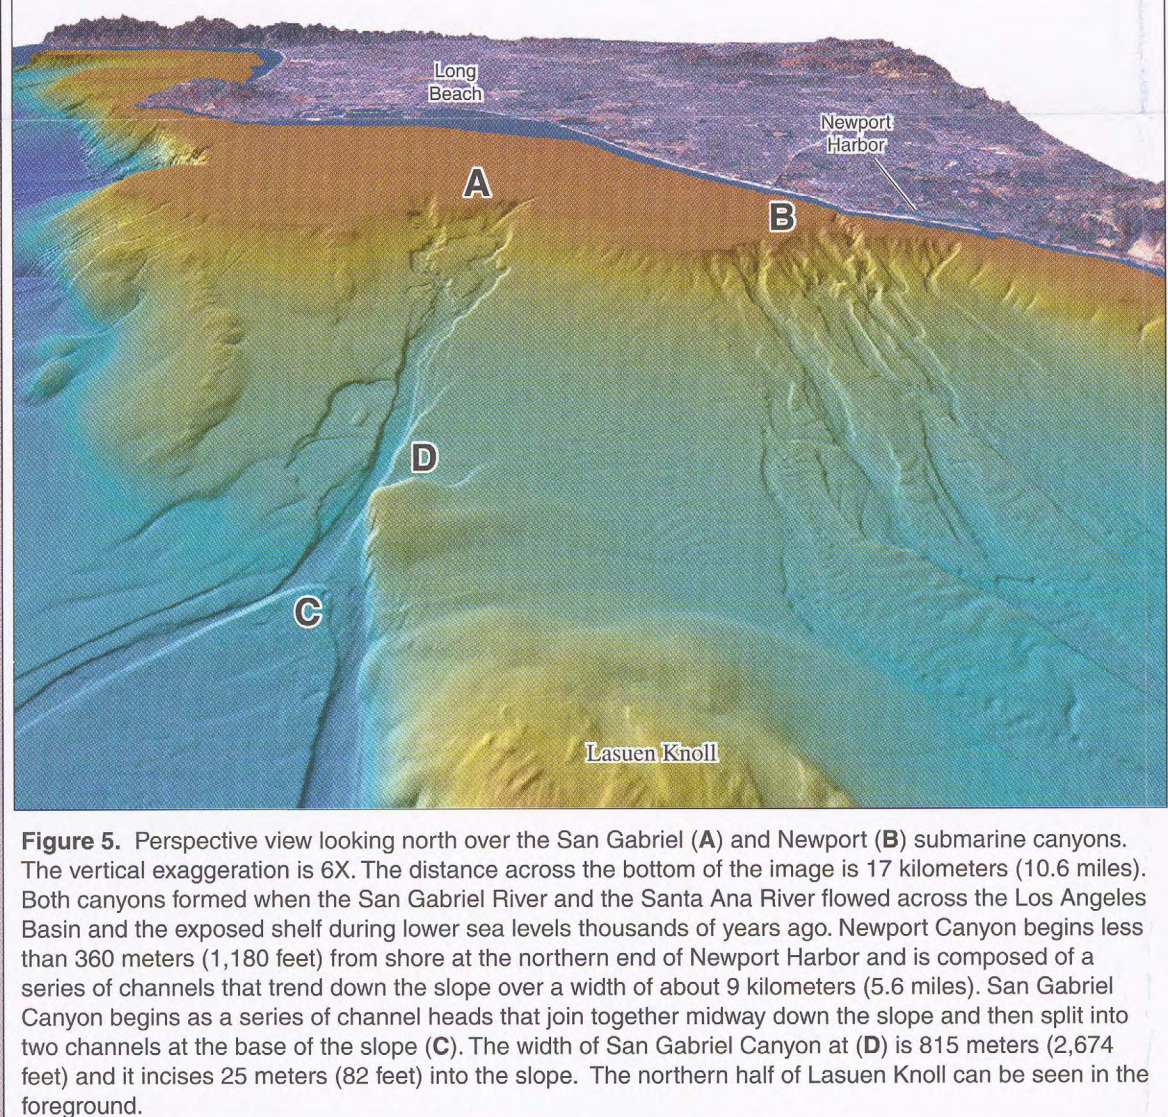 Long
Beach
Newport
Harbor
A
B
D
C
Lasuen Knoll
Figure 5. Perspective view looking north over the San Gabriel (A) and Newport (B) submarine canyons.
The vertical exaggeration is 6X. The distance across the bottom of the image is 17 kilometers (10.6 miles).
Both canyons formed when the San Gabriel River and the Santa Ana River flowed across the Los Angeles
Basin and the exposed shelf during lower sea levels thousands of years ago. Newport Canyon begins less
than 360 meters (1,180 feet) from shore at the northern end of Newport Harbor and is composed of a
series of channels that trend down the slope over a width of about 9 kilometers (5.6 miles). San Gabriel
Canyon begins as a series of channel heads that join together midway down the slope and then split into
two channels at the base of the slope (C). The width of San Gabriel Canyon at (D) is 815 meters (2,674
feet) and it incises 25 meters (82 feet) into the slope. The northern half of Lasuen Knoll can be seen in the
foreground.